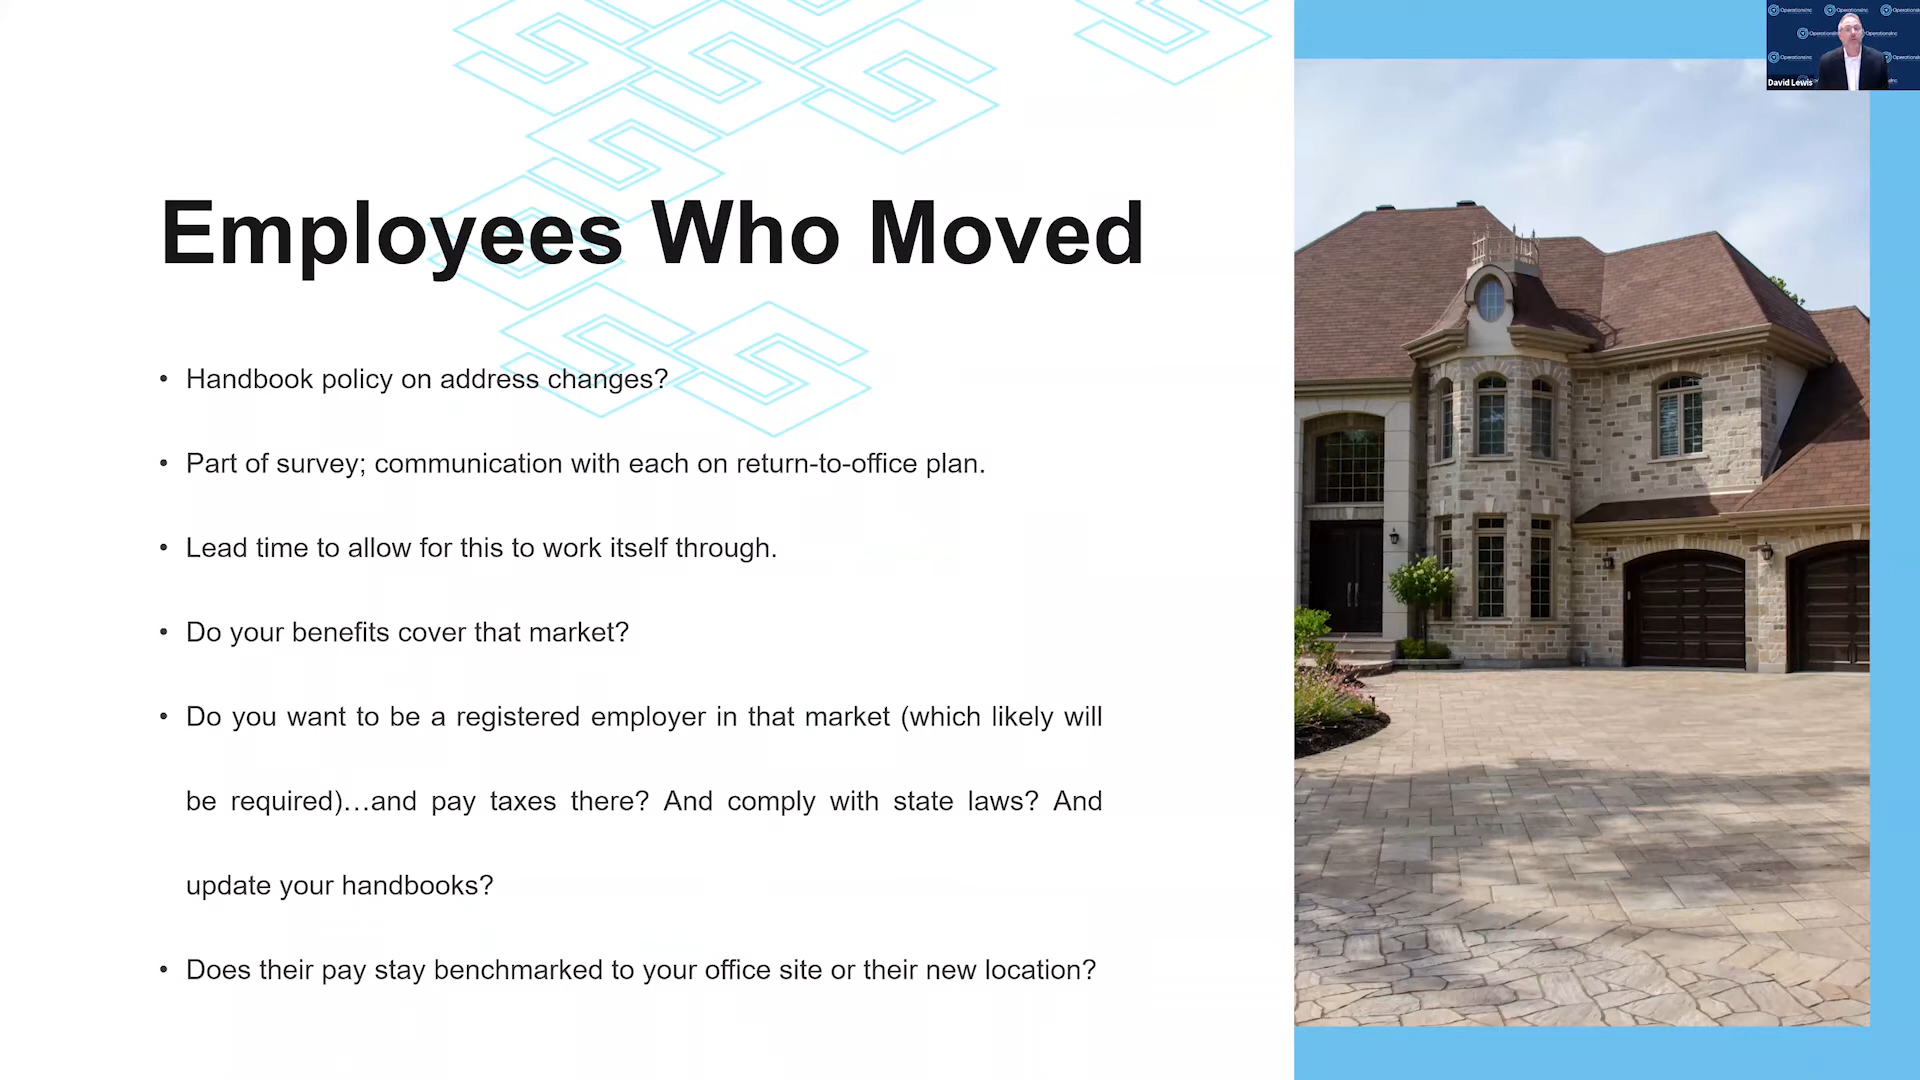 OperationsInc OperationsInc
OperationsInc
David Lewis
Employees Who Moved
• Handbook policy on address changes?
• Part of survey; communication with each on return-to-office plan.
• Lead time to allow for this to work itself through.
• Do your benefits cover that market?
• Do you want to be a registered employer in that market (which likely will
be required)…and pay taxes there? And comply with state laws? And
update your handbooks?
• Does their pay stay benchmarked to your office site or their new location?